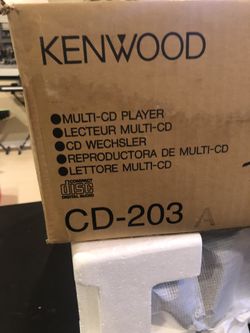 KENWOOD
●MULTI-CD PLAYER
●LECTEUR MULTI-CD
●CD WECHSLER
●REPRODUCTORA DE MULTI-CD
●LETTORE MULTI-CD
COMPACT
disc
DIGITAL AUDIO
CD-203 A